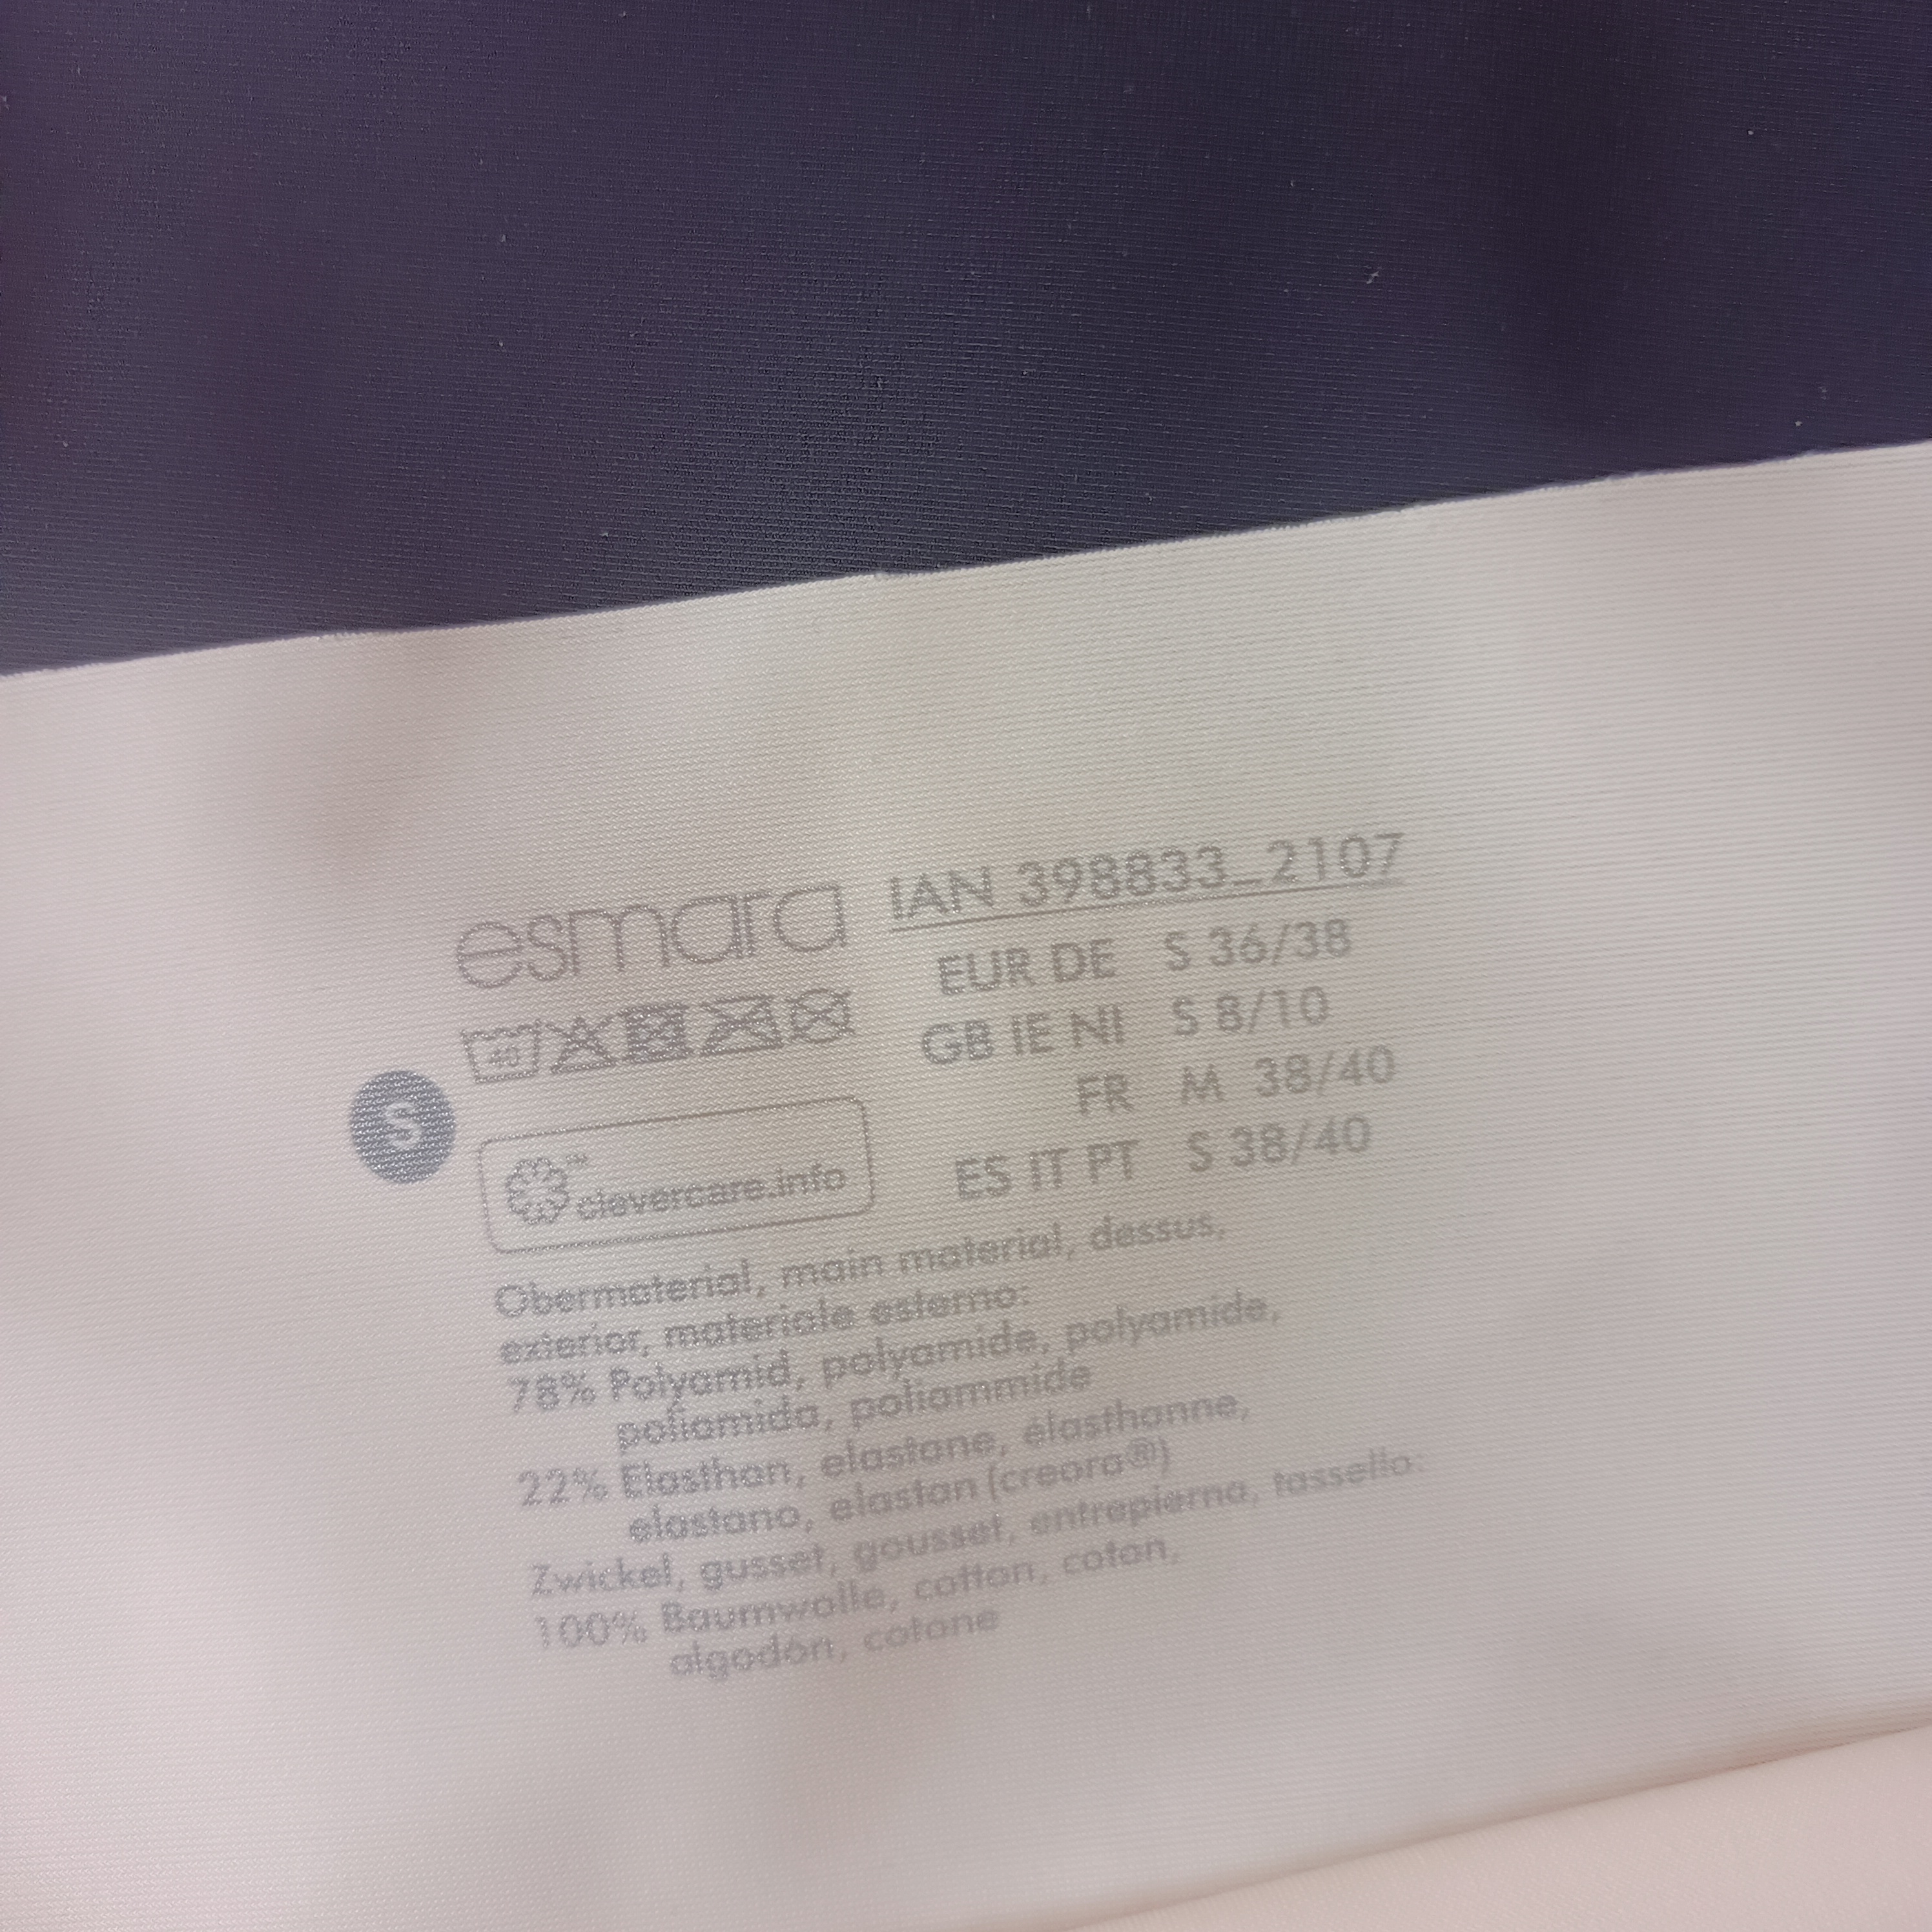 esmara
IAN 398833_2107
EUR DE S 36/38
GB IE NI S 8/10
FR M 38/40
ES IT PT S 38/40
40
S
clevercare.info
Obermaterial, main material, dessus,
exterior, materiale esterno:
78% Polyamid, polyamide, polyamide,
poliamida, poliammide
22% Elasthan, elastane, élasthanne,
elastano, elastan (creora®)
Zwickel, gusset, gousset, entrepierna, tassello:
100% Baumwolle, cotton, coton,
algodón, cotone